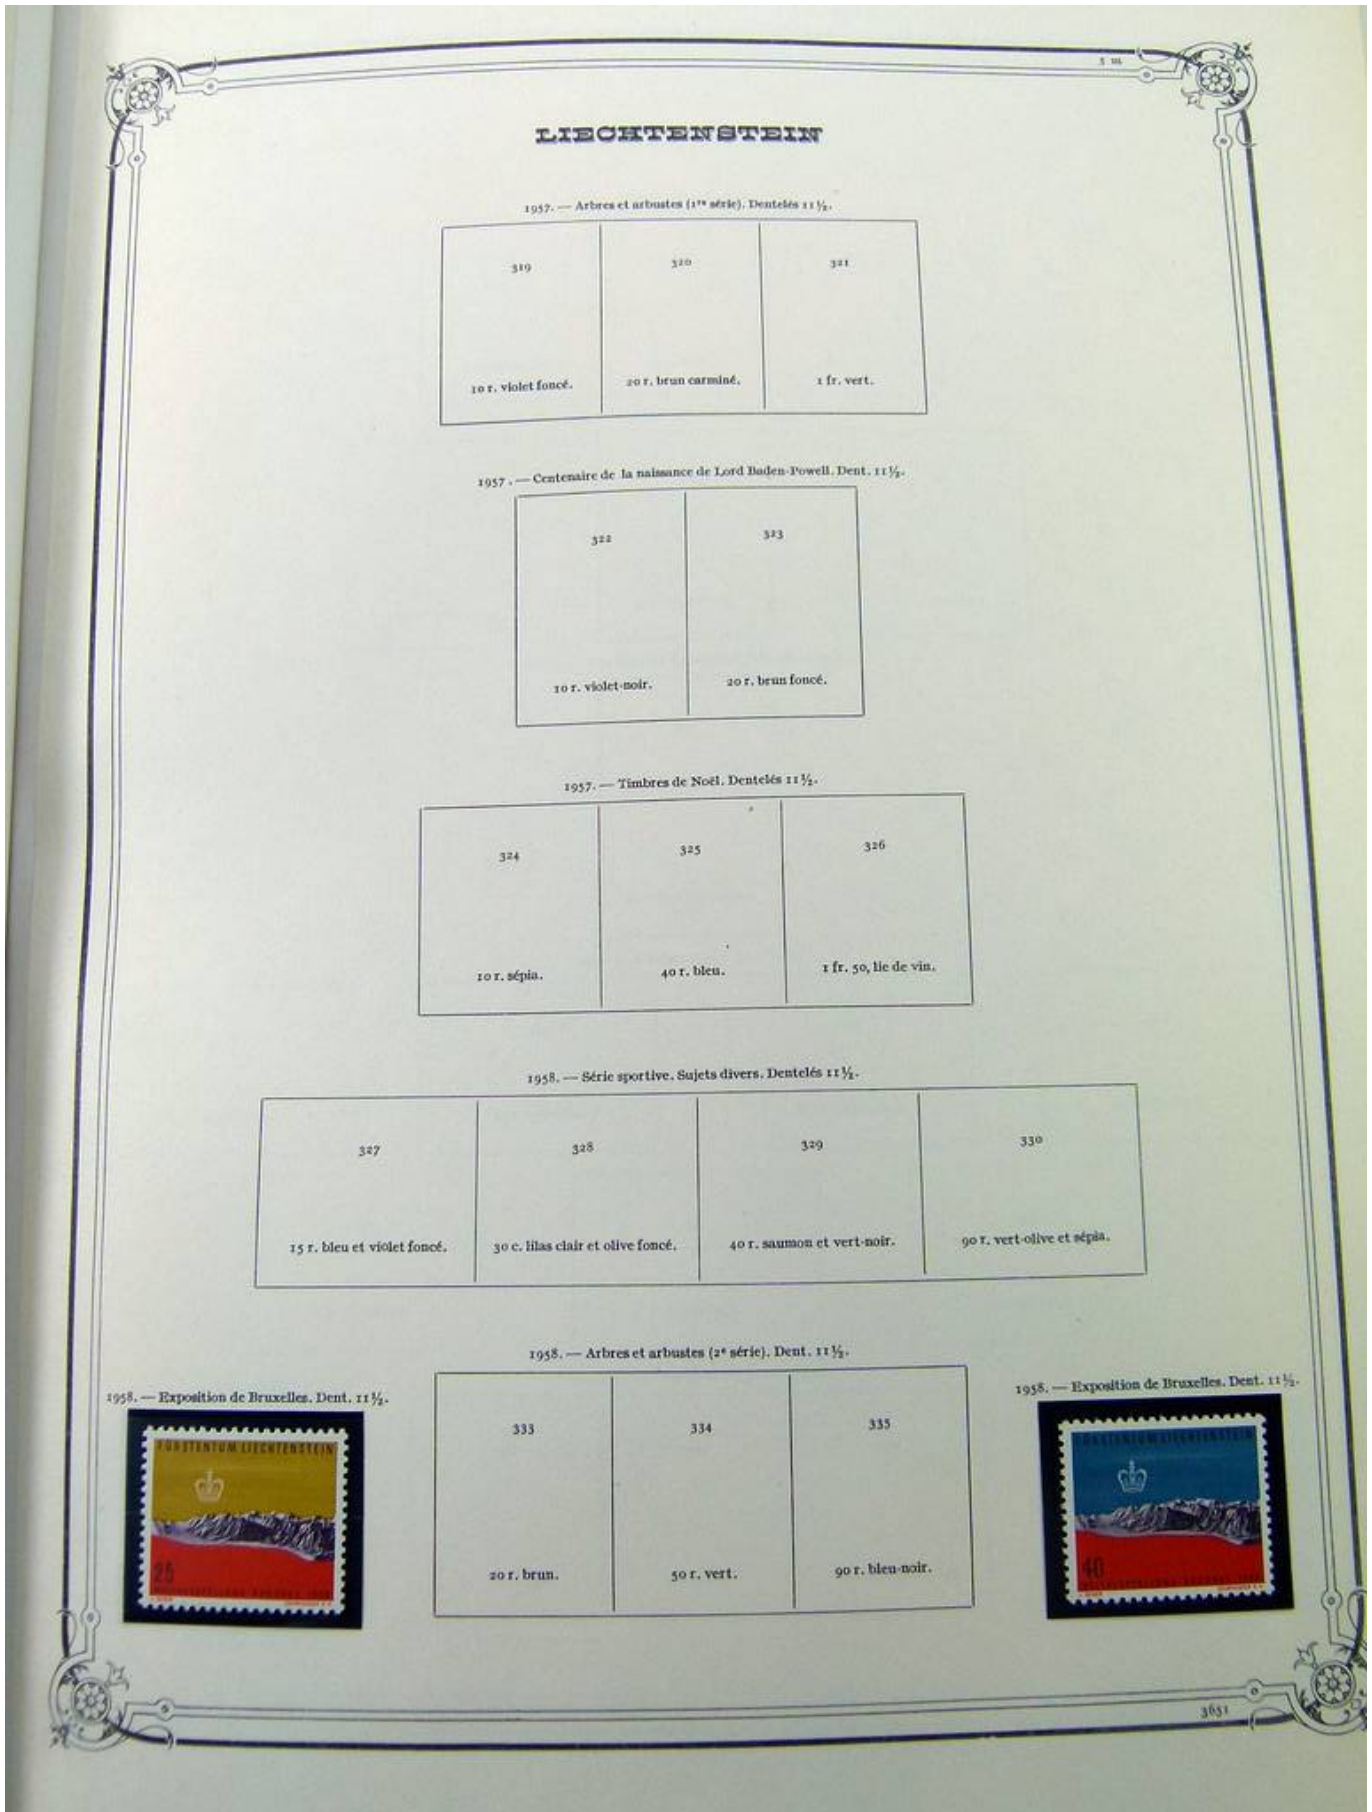 LIECHTENSTEIN
1957. — Arbres et arbustes (1re série). Dentelés 11½.
319
320
321
10 r. violet foncé.
20 r. brun carminé.
1 fr. vert.
1957. — Centenaire de la naissance de Lord Baden-Powell. Dent. 11½.
322
323
10 r. violet-noir.
20 r. brun foncé.
1957. — Timbres de Noël. Dentelés 11½.
324
325
326
10 r. sépia.
40 r. bleu.
1 fr. 50, lie de vin.
1958. — Série sportive. Sujets divers. Dentelés 11½.
327
328
329
330
15 r. bleu et violet foncé.
30 c. lilas clair et olive foncé.
40 r. saumon et vert-noir.
90 r. vert-olive et sépia.
1958. — Exposition de Bruxelles. Dent. 11½.
FÜRSTENTUM LIECHTENSTEIN
25
1958. — Arbres et arbustes (2e série). Dent. 11½.
333
334
335
20 r. brun.
50 r. vert.
90 r. bleu-noir.
1958. — Exposition de Bruxelles. Dent. 11½.
FÜRSTENTUM LIECHTENSTEIN
40
3651